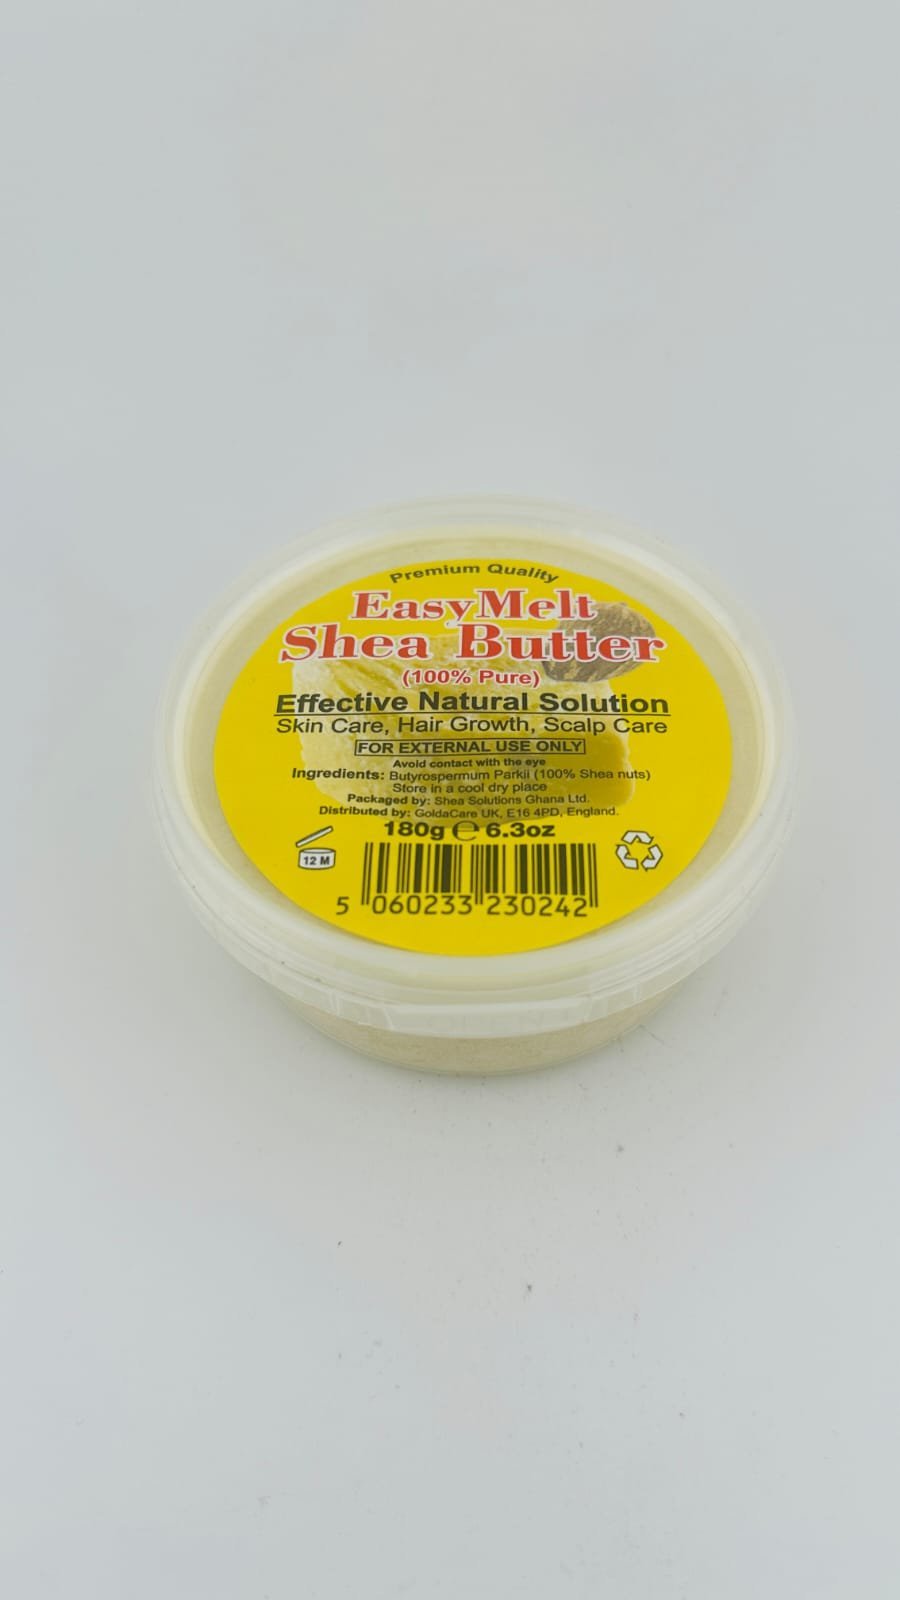 Premium Quality
EasyMelt
Shea Butter
(100% Pure)
Effective Natural Solution
Skin Care, Hair Growth, Scalp Care
FOR EXTERNAL USE ONLY
Avoid contact with the eye
Ingredients: Butyrospernum Parkii (100% Shea nuts)
Store in a cool dry place
Packaged by: Shea Solutions Ghana Ltd.
Distributed by: GoldaCare UK, E16 4PD, England.
180g ℮ 6.3oz
12 M
5 060233 230242